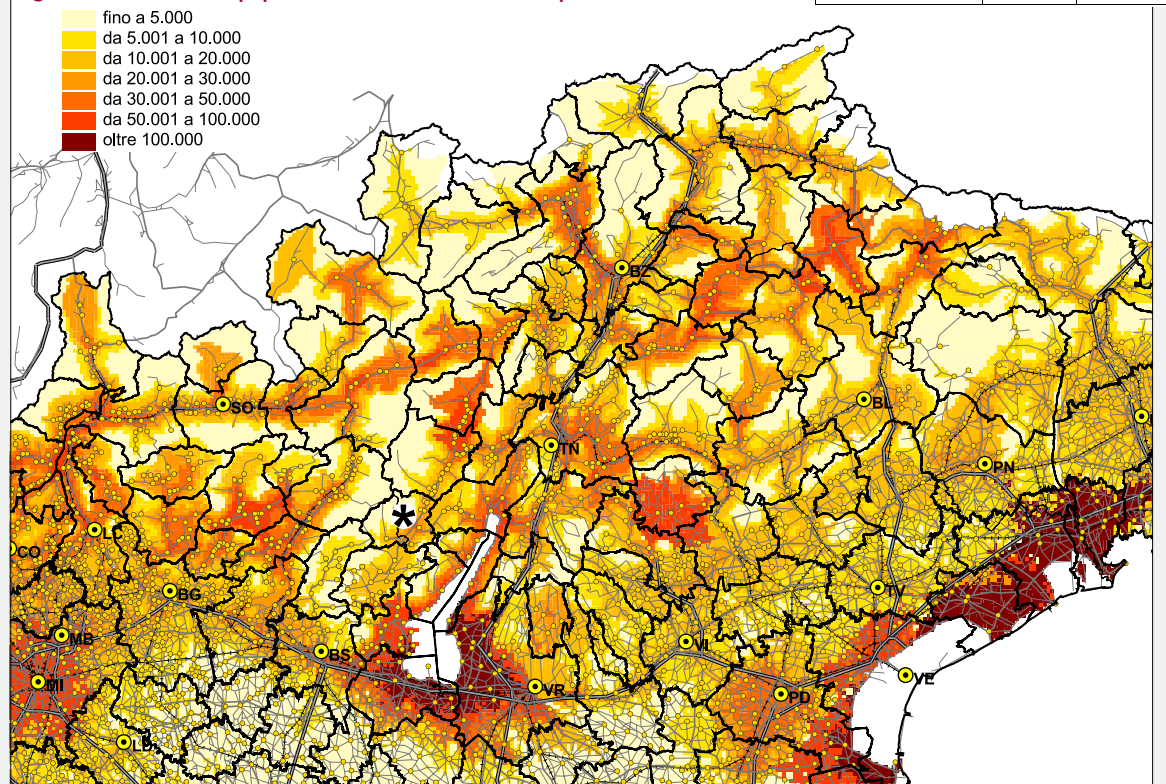 fino a 5.000
da 5.001 a 10.000
da 10.001 a 20.000
da 20.001 a 30.000
da 30.001 a 50.000
da 50.001 a 100.000
oltre 100.000
BZ
SO
BL
TN
PN
LC
CO
BG
TV
MB
VI
BS
VE
MI
VR
PD
LD
*